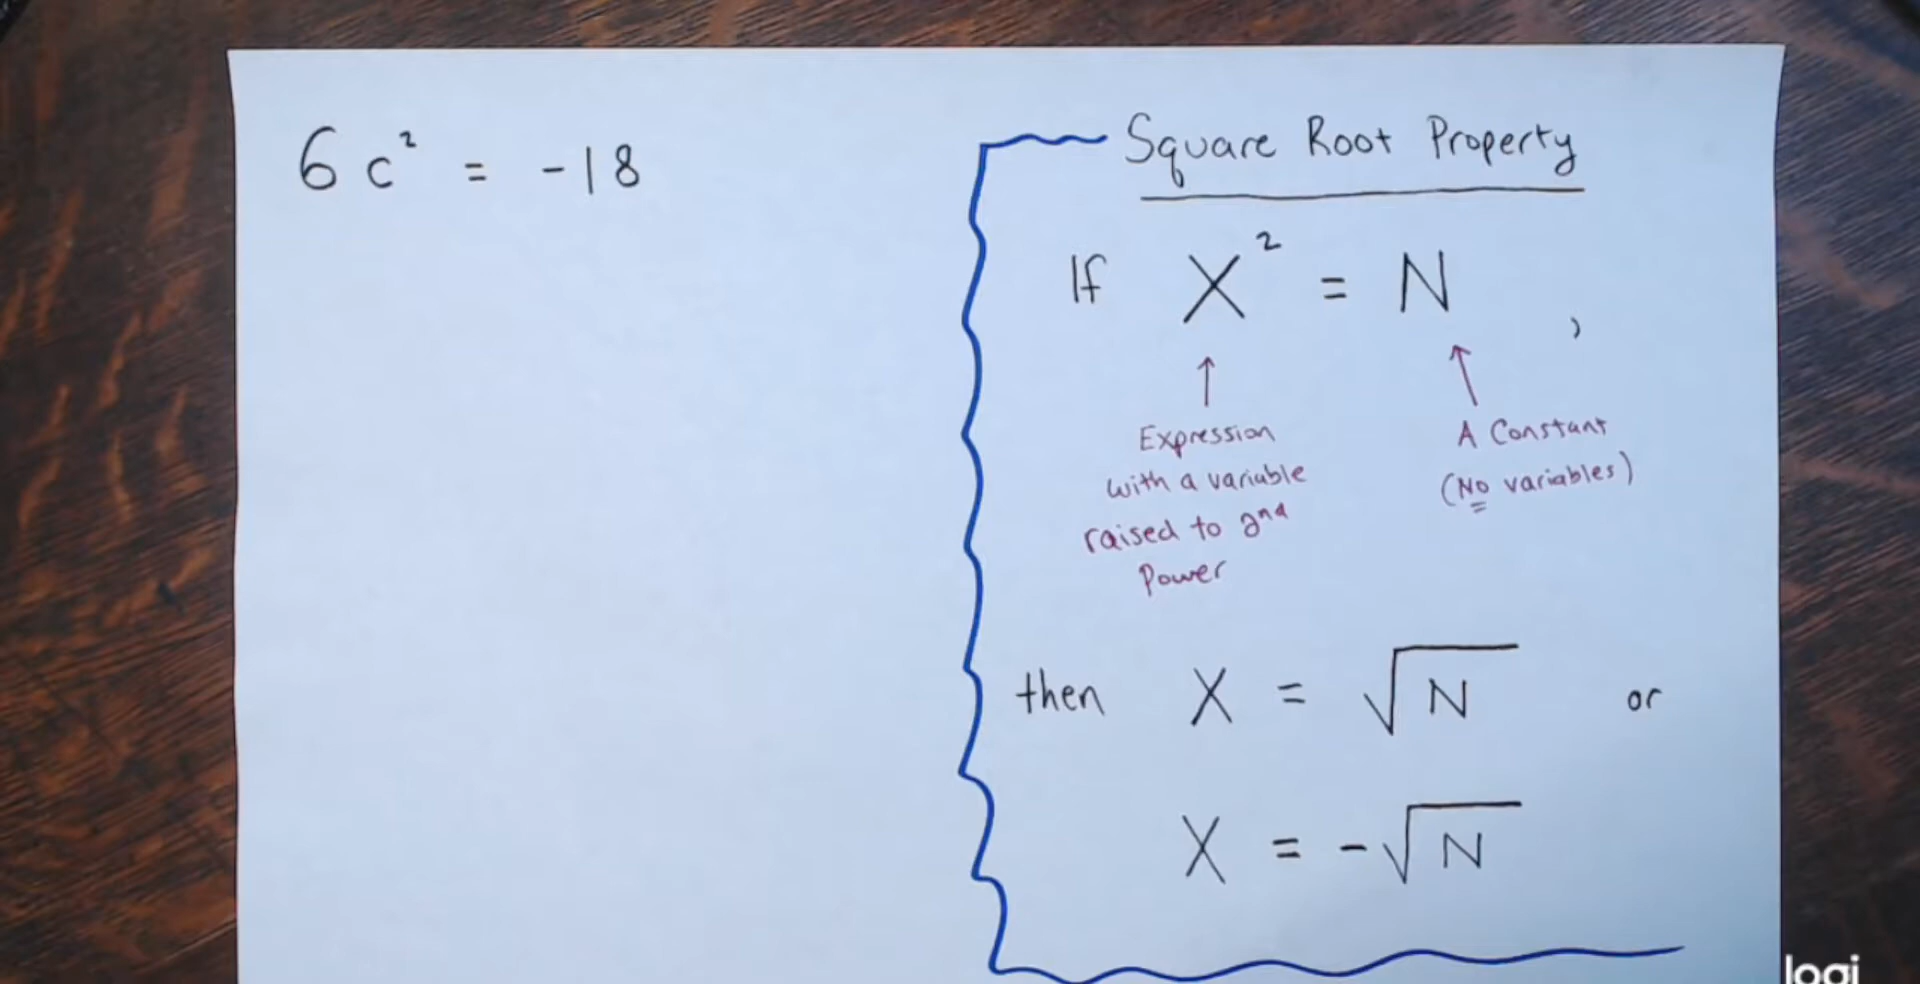 6c² = -18
Square Root Property
If X² = N ,
Expression
with a variable
raised to 2nd
Power
A Constant
(No variables)
then X = √N or
X = -√N
logi